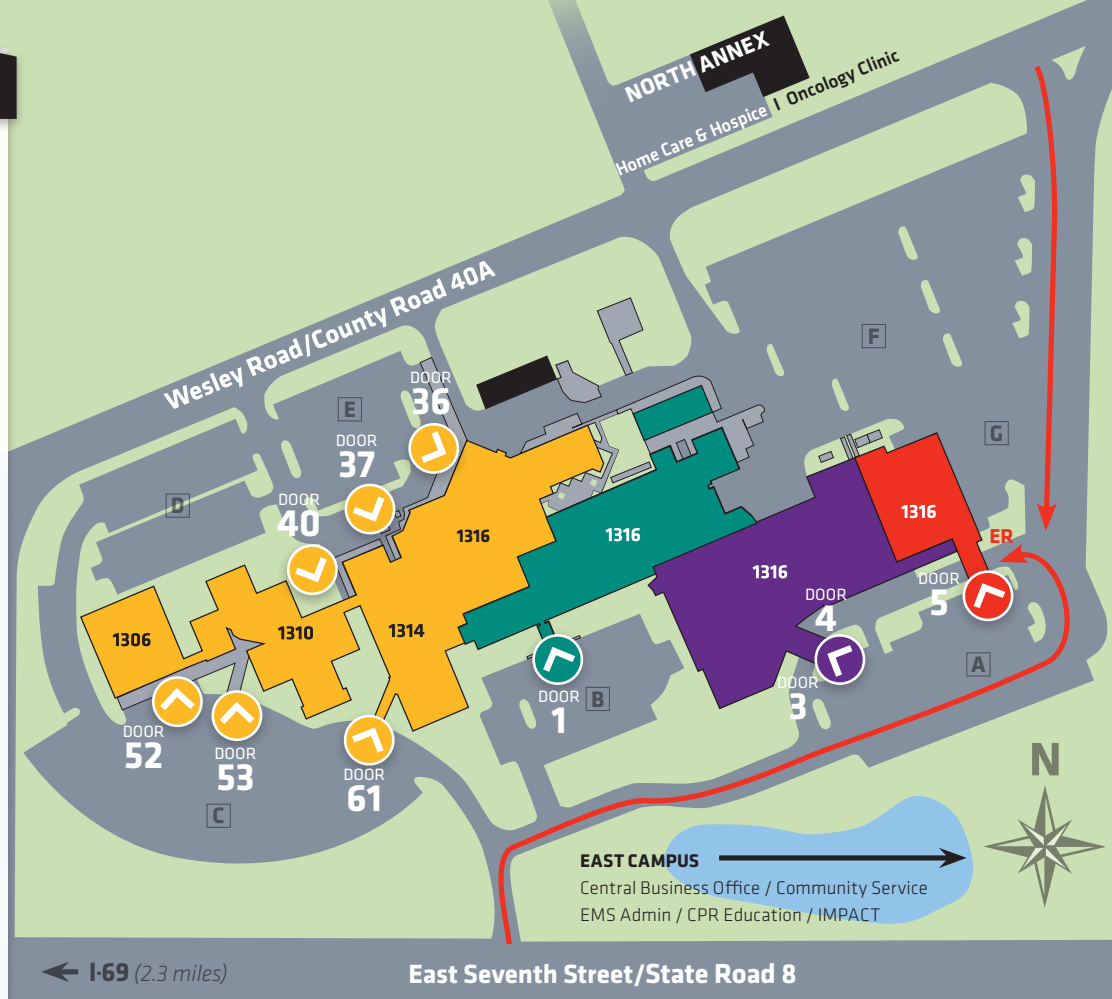 NORTH ANNEX
Home Care & Hospice | Oncology Clinic
Wesley Road/County Road 40A
F
E
DOOR
36
G
DOOR
37
D
DOOR
40
1316
1316
1316
ER
1316
DOOR
5
DOOR
4
1306
1310
1314
A
DOOR
3
B
DOOR
1
DOOR
52
DOOR
53
DOOR
61
C
N
EAST CAMPUS
Central Business Office / Community Service
EMS Admin / CPR Education / IMPACT
I-69 (2.3 miles)
East Seventh Street/State Road 8